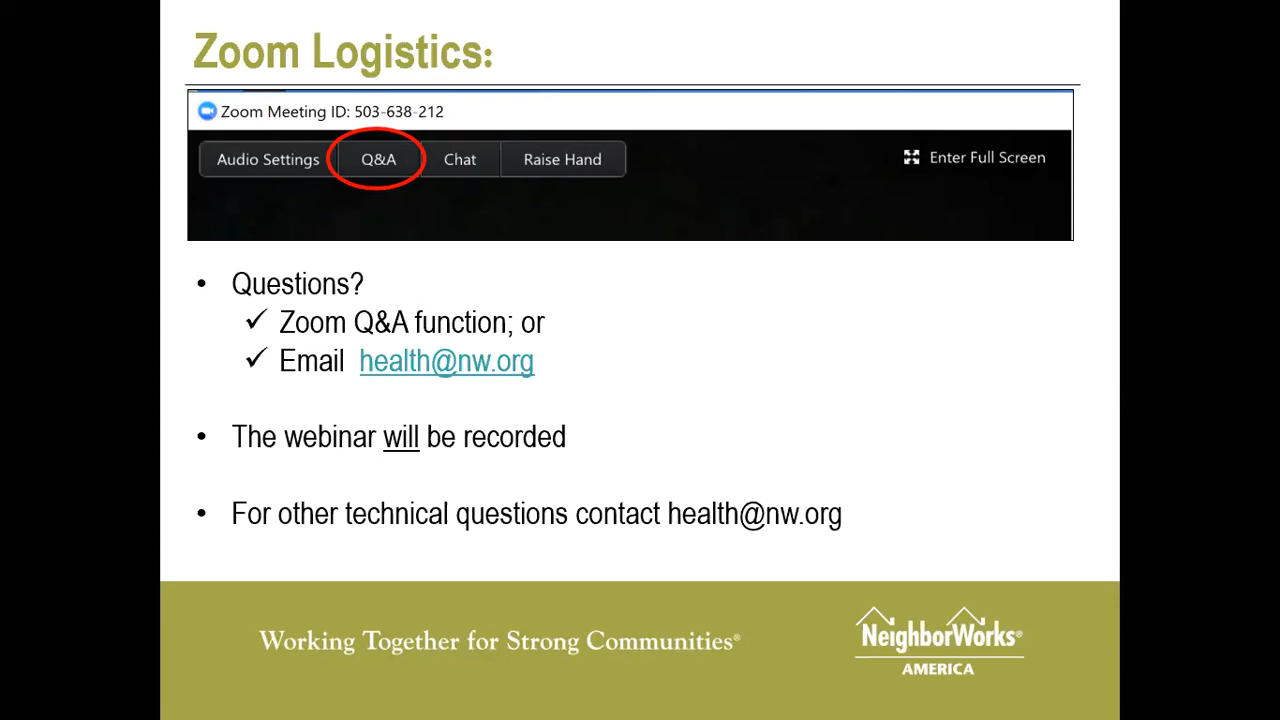 Zoom Logistics:
Zoom Meeting ID: 503-638-212
Audio Settings Q&A Chat Raise Hand Enter Full Screen
• Questions?
✓ Zoom Q&A function; or
✓ Email health@nw.org
• The webinar will be recorded
• For other technical questions contact health@nw.org
Working Together for Strong Communities®
NeighborWorks®
AMERICA